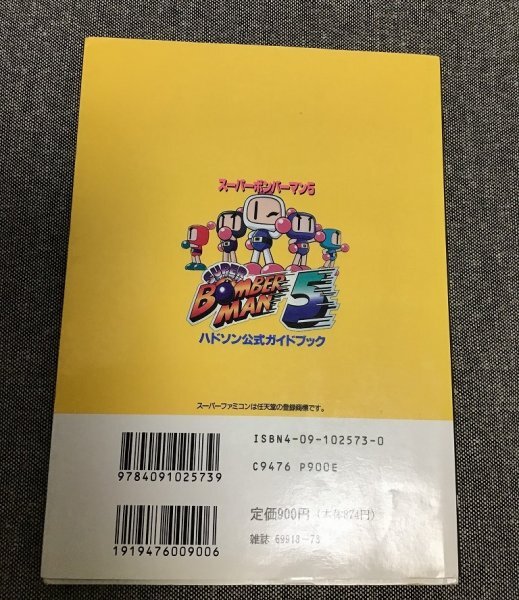 スーパーボンバーマン5
SUPER
BOMBER
MAN 5
ハドソン公式ガイドブック
スーパーファミコンは任天堂の登録商標です。
ISBN4-09-102573-0
C9476 P900E
9784091025739
定価900円(本体874円)
雑誌 69918-73
1919476009006